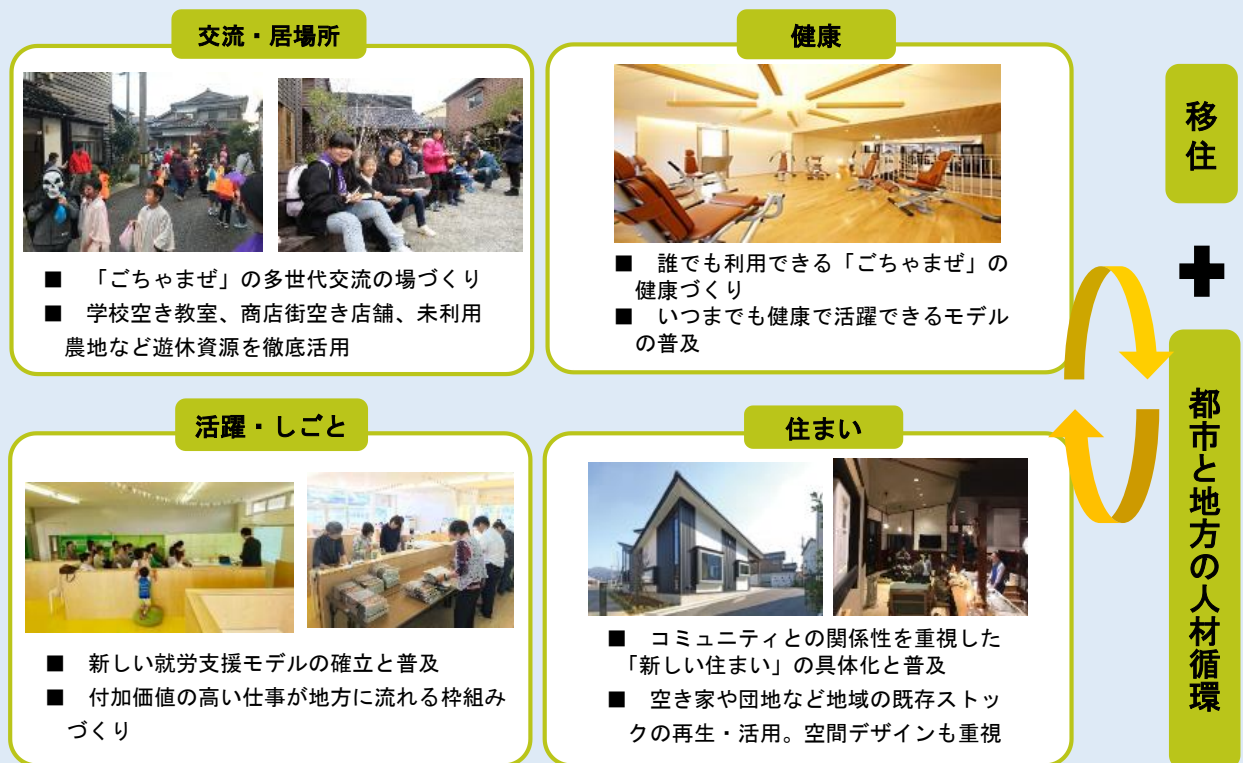 交流・居場所
■ 「ごちゃまぜ」の多世代交流の場づくり
■ 学校空き教室、商店街空き店舗、未利用
農地など遊休資源を徹底活用
健康
■ 誰でも利用できる「ごちゃまぜ」の
健康づくり
■ いつまでも健康で活躍できるモデル
の普及
活躍・しごと
■ 新しい就労支援モデルの確立と普及
■ 付加価値の高い仕事が地方に流れる枠組み
づくり
住まい
■ コミュニティとの関係性を重視した
「新しい住まい」の具体化と普及
■ 空き家や団地など地域の既存ストッ
クの再生・活用。空間デザインも重視
移住
都市と地方の人材循環